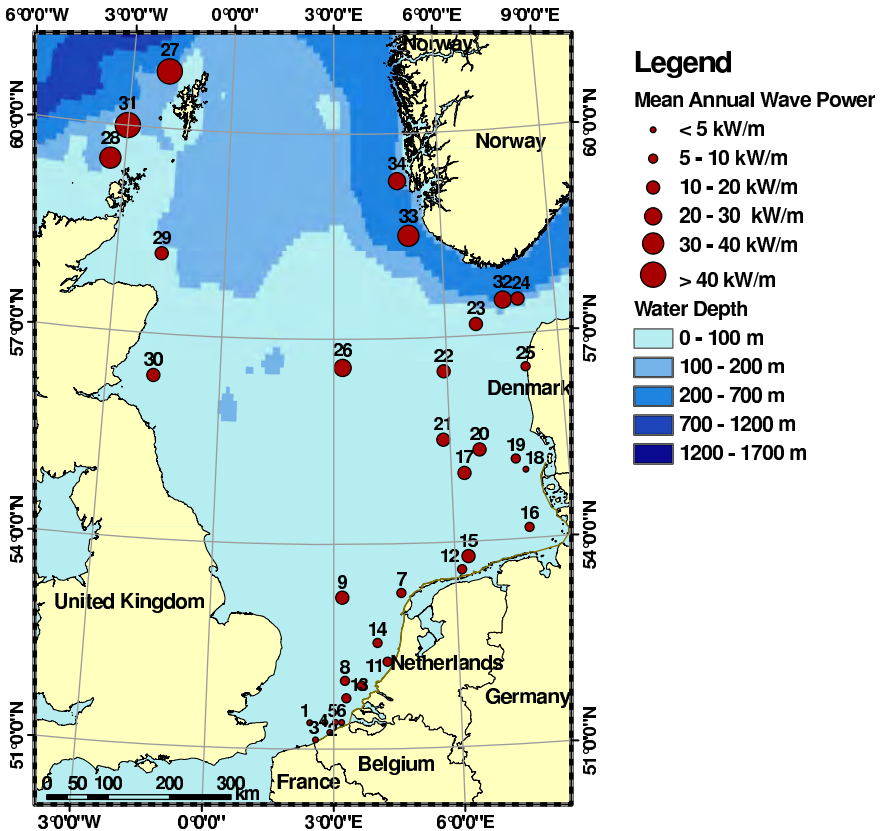 6°0'0"W 3°0'0"W 0°0'0" 3°0'0"E 6°0'0"E 9°0'0"E
Norway
27
31
60°0'0"N
60°0'0"N
Norway
28
34
33
29
32 24
23
57°0'0"N
57°0'0"N
26
22
25
30
Denmark
21
20
19
17
18
16
54°0'0"N
54°0'0"N
15
12
7
9
United Kingdom
14
11
Netherlands
8
13
Germany
1
4
5
6
3
51°0'0"N
51°0'0"N
Belgium
France
0 50 100 200 300
km
3°0'0"W 0°0'0" 3°0'0"E 6°0'0"E
Legend
Mean Annual Wave Power
< 5 kW/m
5 - 10 kW/m
10 - 20 kW/m
20 - 30 kW/m
30 - 40 kW/m
> 40 kW/m
Water Depth
0 - 100 m
100 - 200 m
200 - 700 m
700 - 1200 m
1200 - 1700 m